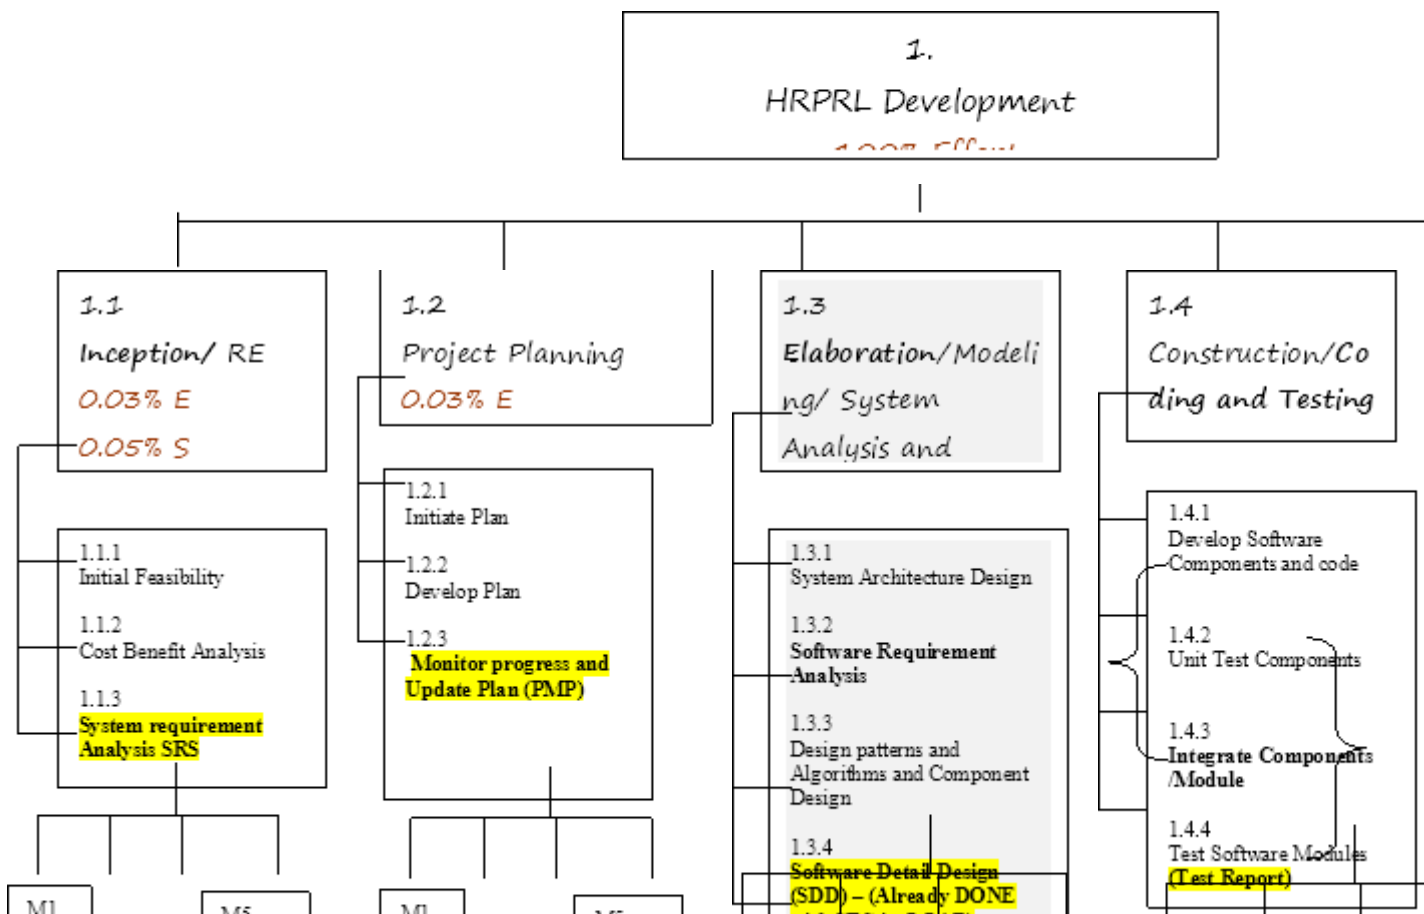 1.
HRPRL Development
1.1
Inception/ RE
0.03% E
0.05% S
1.2
Project Planning
0.03% E
1.3
Elaboration/Modeli
ng/ System
Analysis and
1.4
Construction/Co
ding and Testing
1.1.1
Initial Feasibility
1.1.2
Cost Benefit Analysis
1.1.3
System requirement
Analysis SRS
1.2.1
Initiate Plan
1.2.2
Develop Plan
1.2.3
Monitor progress and
Update Plan (PMP)
1.3.1
System Architecture Design
1.3.2
Software Requirement
Analysis
1.3.3
Design patterns and
Algorithms and Component
Design
1.3.4
Software Detail Design
(SDD) – (Already DONE
1.4.1
Develop Software
Components and code
1.4.2
Unit Test Components
1.4.3
Integrate Components
/Module
1.4.4
Test Software Modules
(Test Report)
M1
M5
M1